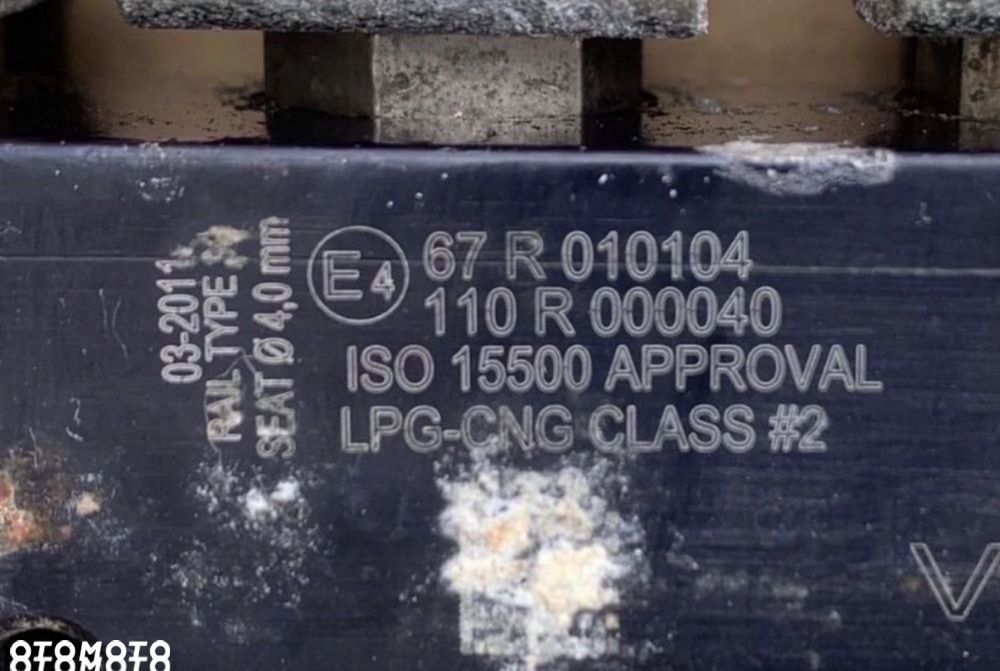 03-2011
RAIL TYPE
SEAT Ø 4,0 mm
E4 67 R 010104
110 R 000040
ISO 15500 APPROVAL
LPG-CNG CLASS #2
V
OTOMOTO